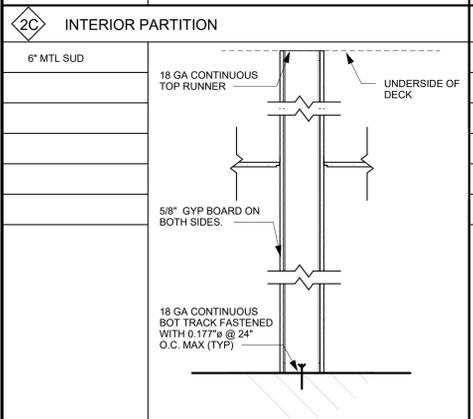 2C INTERIOR PARTITION
6" MTL SUD
18 GA CONTINUOUS
TOP RUNNER
UNDERSIDE OF
DECK
5/8" GYP BOARD ON
BOTH SIDES.
18 GA CONTINUOUS
BOT TRACK FASTENED
WITH 0.177"ø @ 24"
O.C. MAX (TYP)